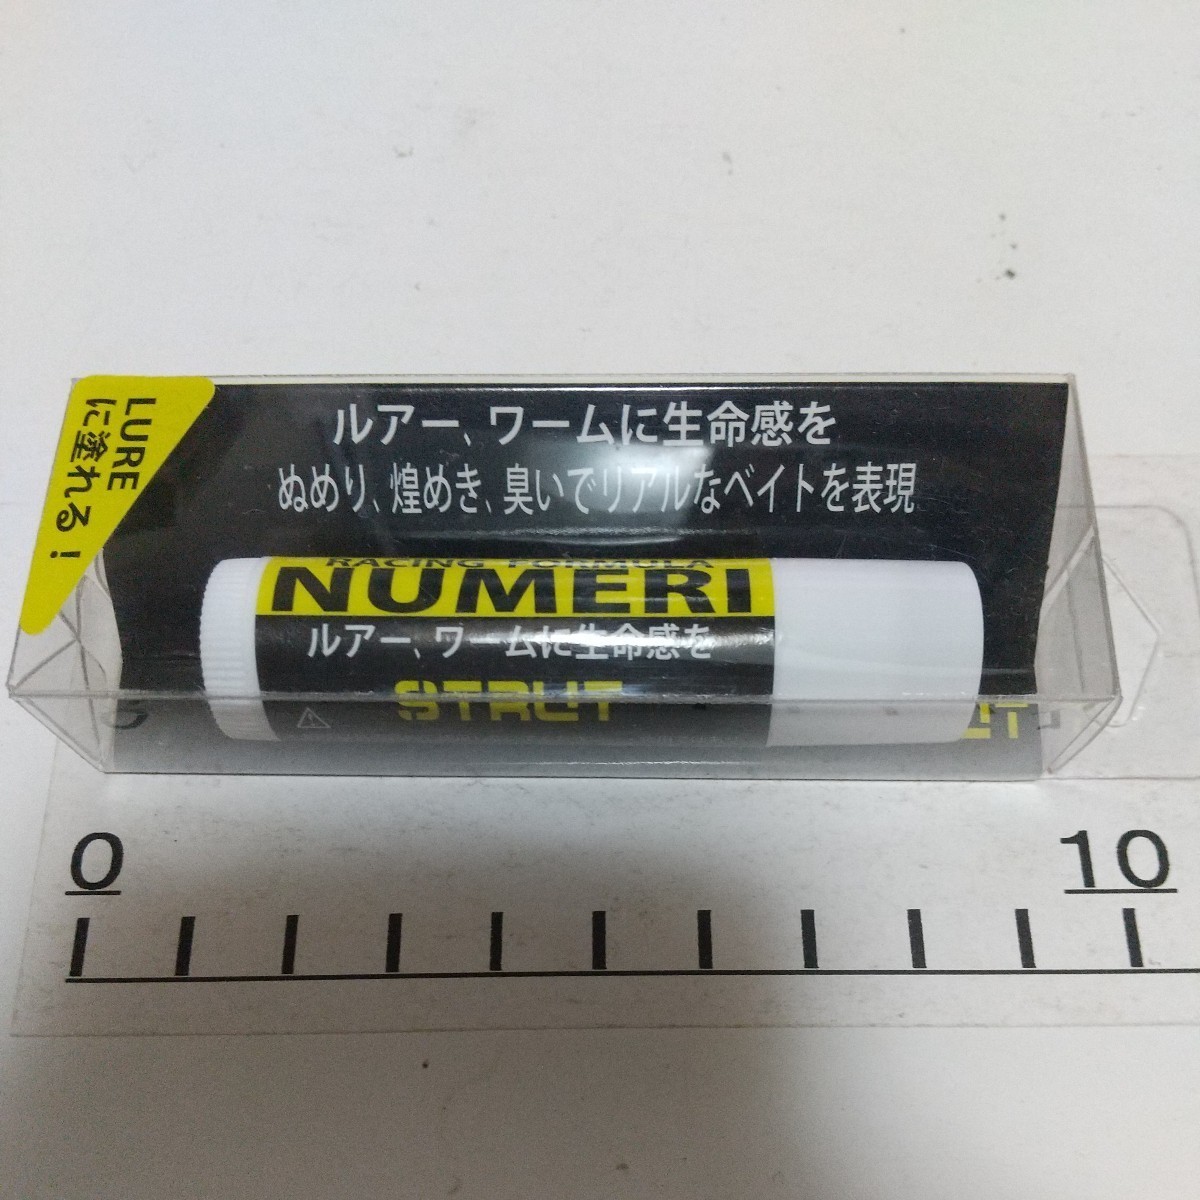 LURE
に塗れる!
ルアー、ワームに生命感を
ぬめり、煌めき、臭いでリアルなベイトを表現
RACING FORMULA
NUMERI
ルアー、ワームに生命感を
STRUT
0
10